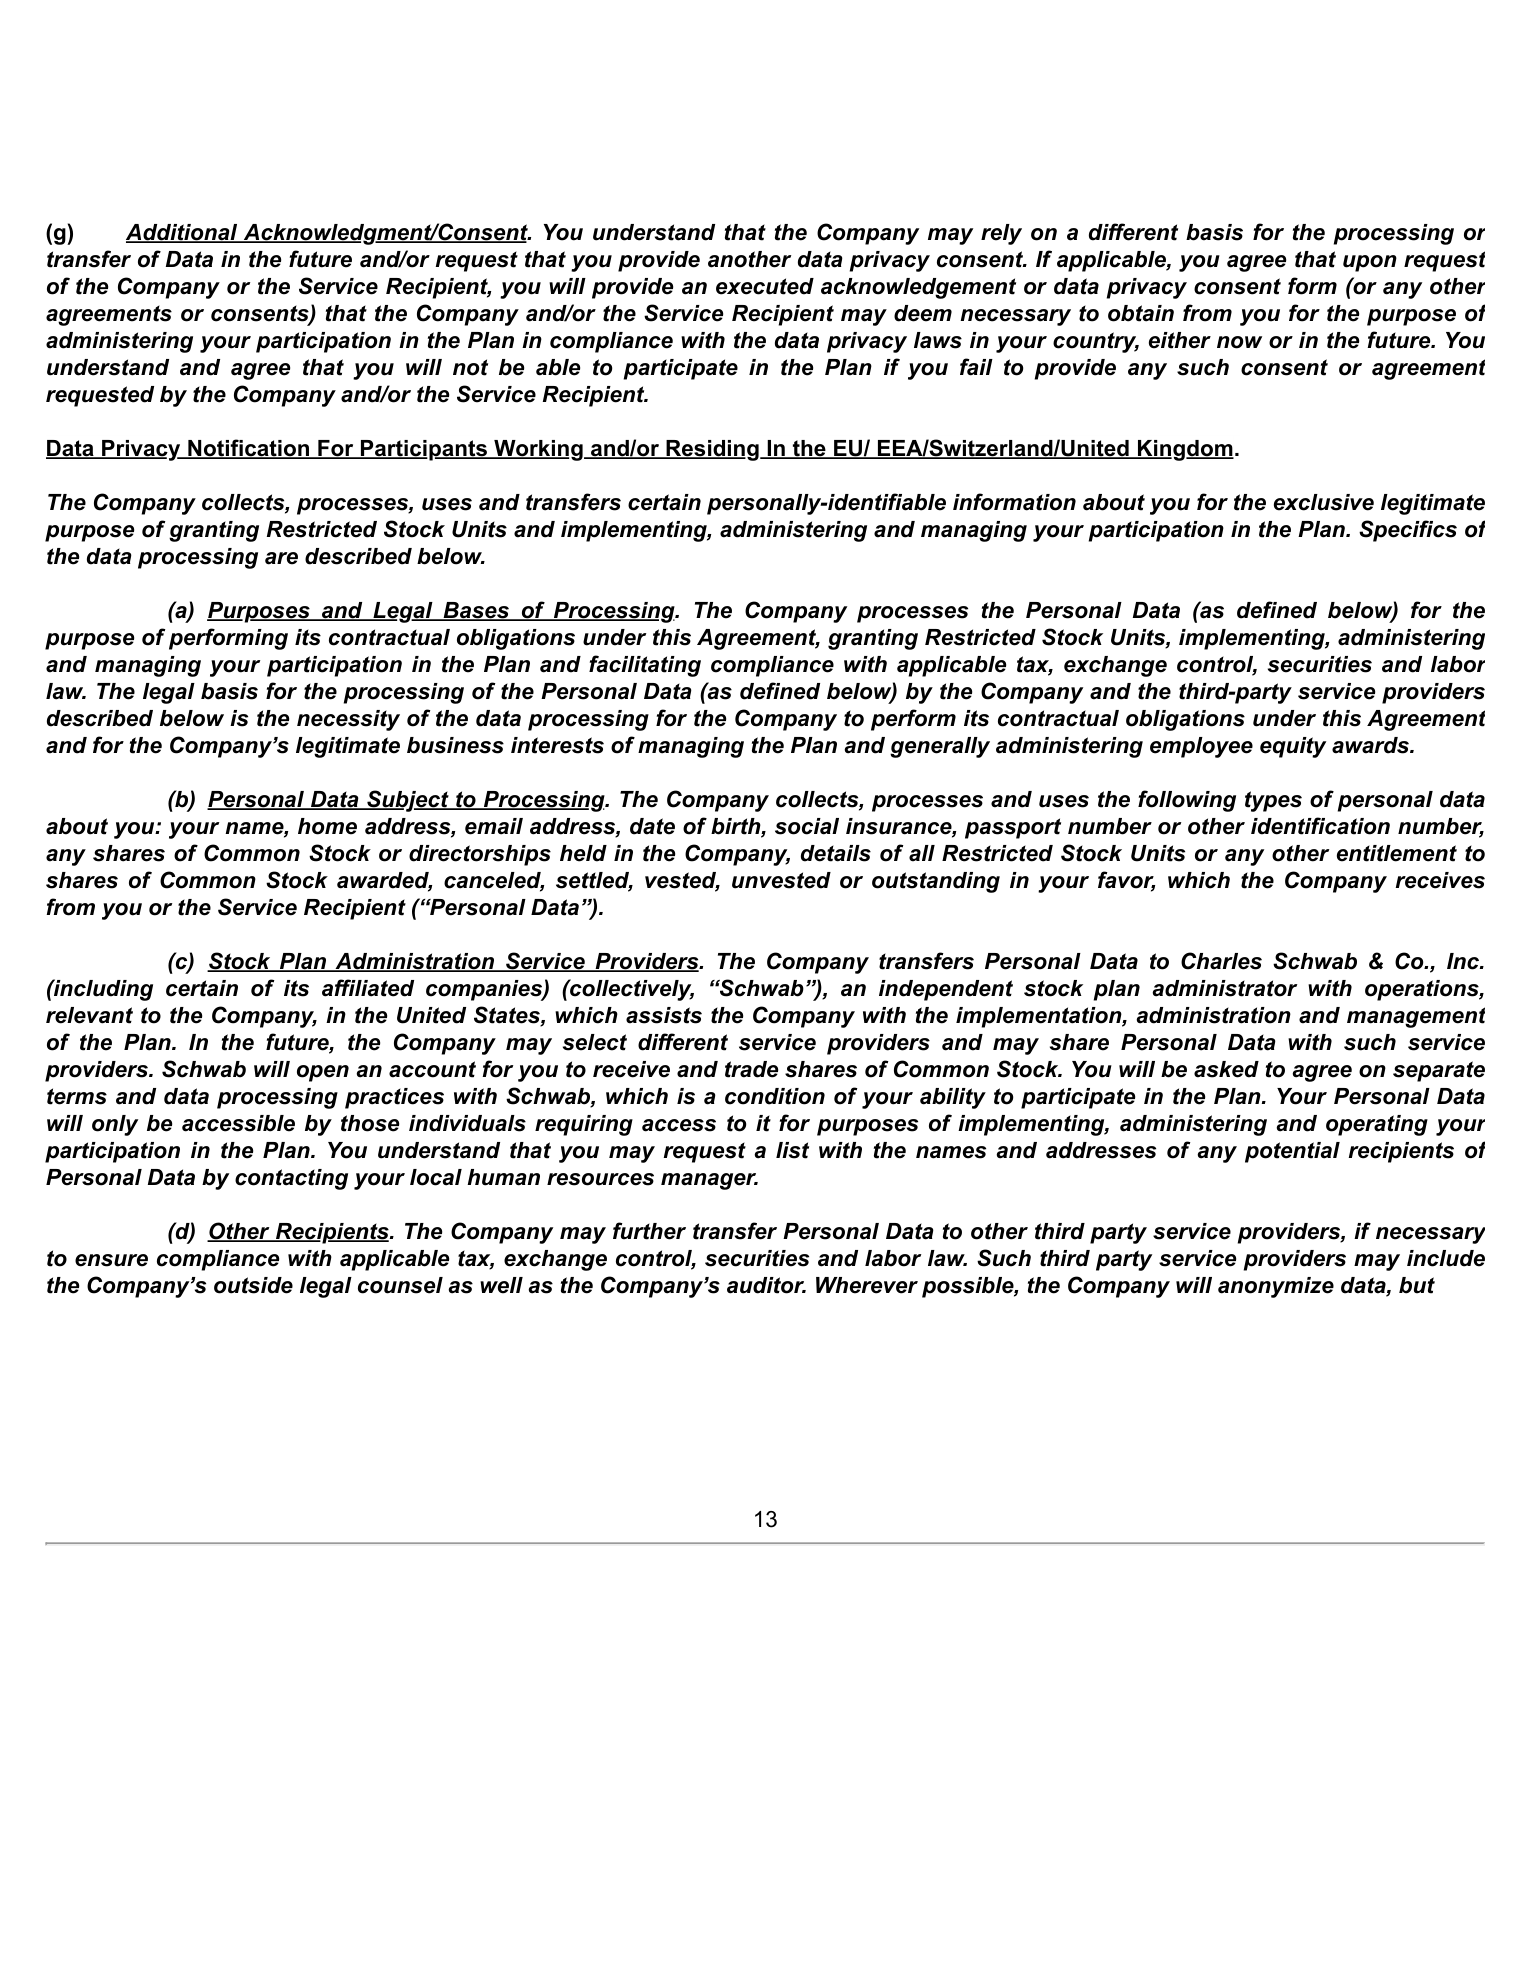 (g) Additional Acknowledgment/Consent. You understand that the Company may rely on a different basis for the processing or
transfer of Data in the future and/or request that you provide another data privacy consent. If applicable, you agree that upon request
of the Company or the Service Recipient, you will provide an executed acknowledgement or data privacy consent form (or any other
agreements or consents) that the Company and/or the Service Recipient may deem necessary to obtain from you for the purpose of
administering your participation in the Plan in compliance with the data privacy laws in your country, either now or in the future. You
understand and agree that you will not be able to participate in the Plan if you fail to provide any such consent or agreement
requested by the Company and/or the Service Recipient.
Data Privacy Notification For Participants Working and/or Residing In the EU/ EEA/Switzerland/United Kingdom.
The Company collects, processes, uses and transfers certain personally-identifiable information about you for the exclusive legitimate
purpose of granting Restricted Stock Units and implementing, administering and managing your participation in the Plan. Specifics of
the data processing are described below.
(a) Purposes and Legal Bases of Processing. The Company processes the Personal Data (as defined below) for the
purpose of performing its contractual obligations under this Agreement, granting Restricted Stock Units, implementing, administering
and managing your participation in the Plan and facilitating compliance with applicable tax, exchange control, securities and labor
law. The legal basis for the processing of the Personal Data (as defined below) by the Company and the third-party service providers
described below is the necessity of the data processing for the Company to perform its contractual obligations under this Agreement
and for the Company’s legitimate business interests of managing the Plan and generally administering employee equity awards.
(b) Personal Data Subject to Processing. The Company collects, processes and uses the following types of personal data
about you: your name, home address, email address, date of birth, social insurance, passport number or other identification number,
any shares of Common Stock or directorships held in the Company, details of all Restricted Stock Units or any other entitlement to
shares of Common Stock awarded, canceled, settled, vested, unvested or outstanding in your favor, which the Company receives
from you or the Service Recipient (“Personal Data”).
(c) Stock Plan Administration Service Providers. The Company transfers Personal Data to Charles Schwab & Co., Inc.
(including certain of its affiliated companies) (collectively, “Schwab”), an independent stock plan administrator with operations,
relevant to the Company, in the United States, which assists the Company with the implementation, administration and management
of the Plan. In the future, the Company may select different service providers and may share Personal Data with such service
providers. Schwab will open an account for you to receive and trade shares of Common Stock. You will be asked to agree on separate
terms and data processing practices with Schwab, which is a condition of your ability to participate in the Plan. Your Personal Data
will only be accessible by those individuals requiring access to it for purposes of implementing, administering and operating your
participation in the Plan. You understand that you may request a list with the names and addresses of any potential recipients of
Personal Data by contacting your local human resources manager.
(d) Other Recipients. The Company may further transfer Personal Data to other third party service providers, if necessary
to ensure compliance with applicable tax, exchange control, securities and labor law. Such third party service providers may include
the Company’s outside legal counsel as well as the Company’s auditor. Wherever possible, the Company will anonymize data, but
13